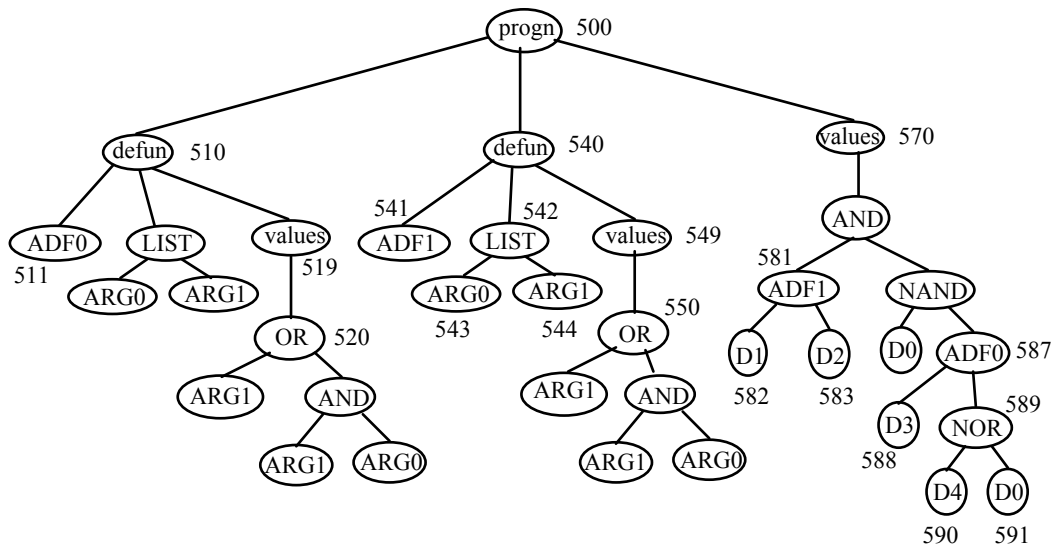 progn 500
defun 510
defun 540
values 570
ADF0
511
LIST
ARG0
ARG1
values
519
OR 520
ARG1
AND
ARG1
ARG0
541
ADF1
542
LIST
ARG0
543
ARG1
544
values 549
550
OR
ARG1
AND
ARG1
ARG0
AND
581
ADF1
D1
582
D2
583
NAND
D0
ADF0 587
D3
588
589
NOR
D4
590
D0
591